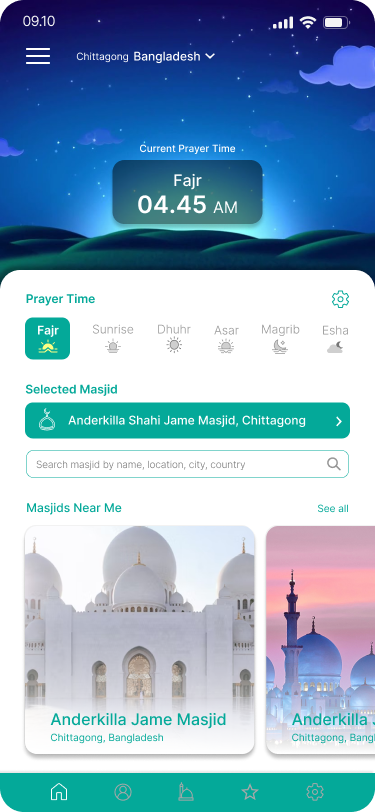 09.10
Chittagong Bangladesh
Current Prayer Time
Fajr
04.45 AM
Prayer Time
Fajr Sunrise Dhuhr Asar Magrib Esha
Selected Masjid
Anderkilla Shahi Jame Masjid, Chittagong
Search masjid by name, location, city, country
Masjids Near Me See all
Anderkilla Jame Masjid
Chittagong, Bangladesh
Anderkilla J
Chittagong, Bangl